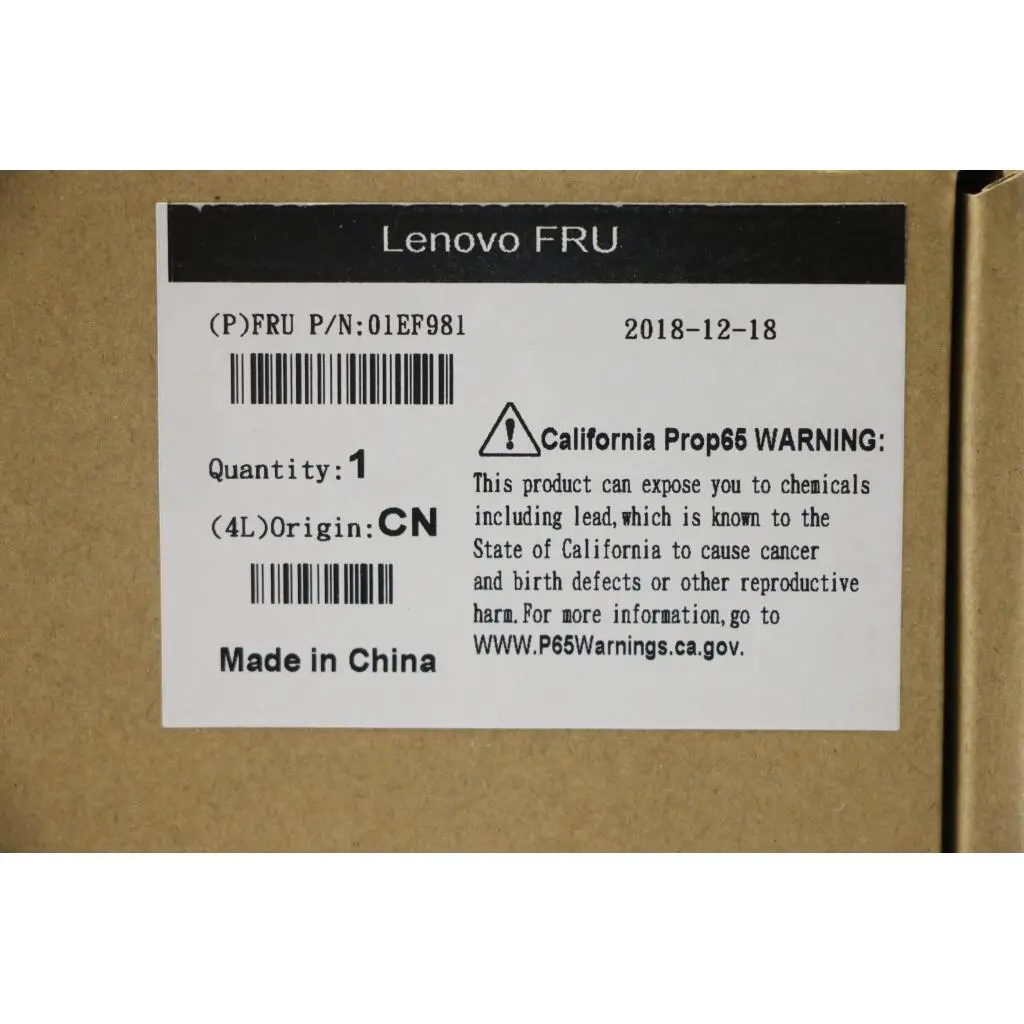 Lenovo FRU
(P)FRU P/N:01EF981
2018-12-18
Quantity:1
(4L)Origin:CN
Made in China
California Prop65 WARNING:
This product can expose you to chemicals
including lead,which is known to the
State of California to cause cancer
and birth defects or other reproductive
harm.For more information,go to
WWW.P65Warnings.ca.gov.